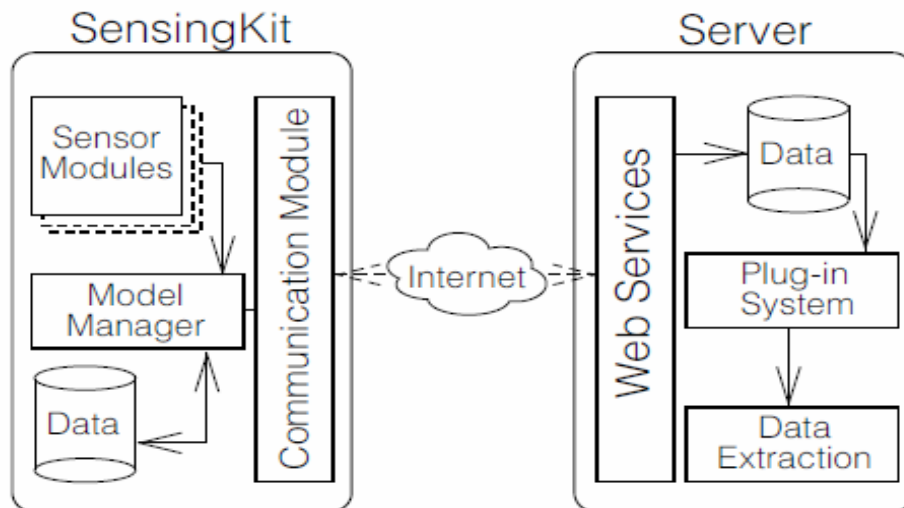 SensingKit
Sensor
Modules
Model
Manager
Data
Communication Module
Internet
Server
Web Services
Data
Plug-in
System
Data
Extraction